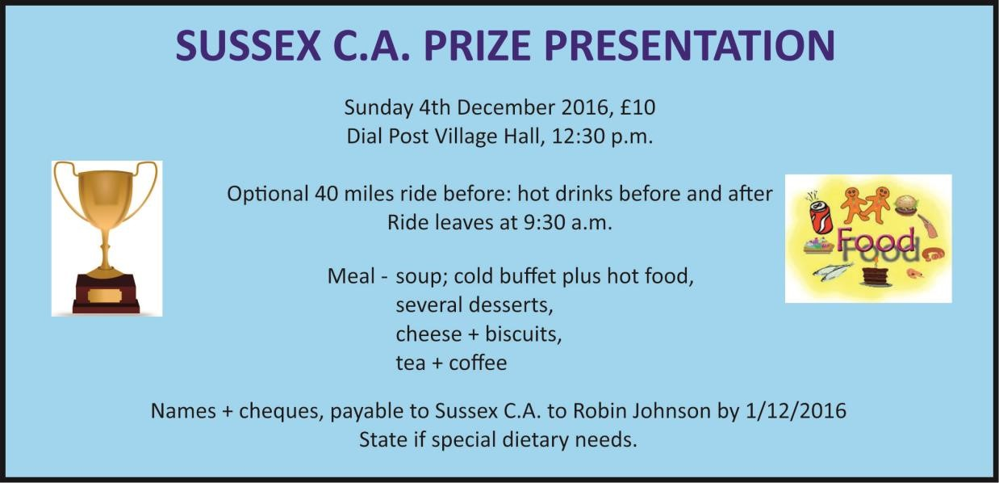 SUSSEX C.A. PRIZE PRESENTATION
Sunday 4th December 2016, £10
Dial Post Village Hall, 12:30 p.m.
Optional 40 miles ride before: hot drinks before and after
Ride leaves at 9:30 a.m.
Food
Meal - soup; cold buffet plus hot food,
several desserts,
cheese + biscuits,
tea + coffee
Names + cheques, payable to Sussex C.A. to Robin Johnson by 1/12/2016
State if special dietary needs.